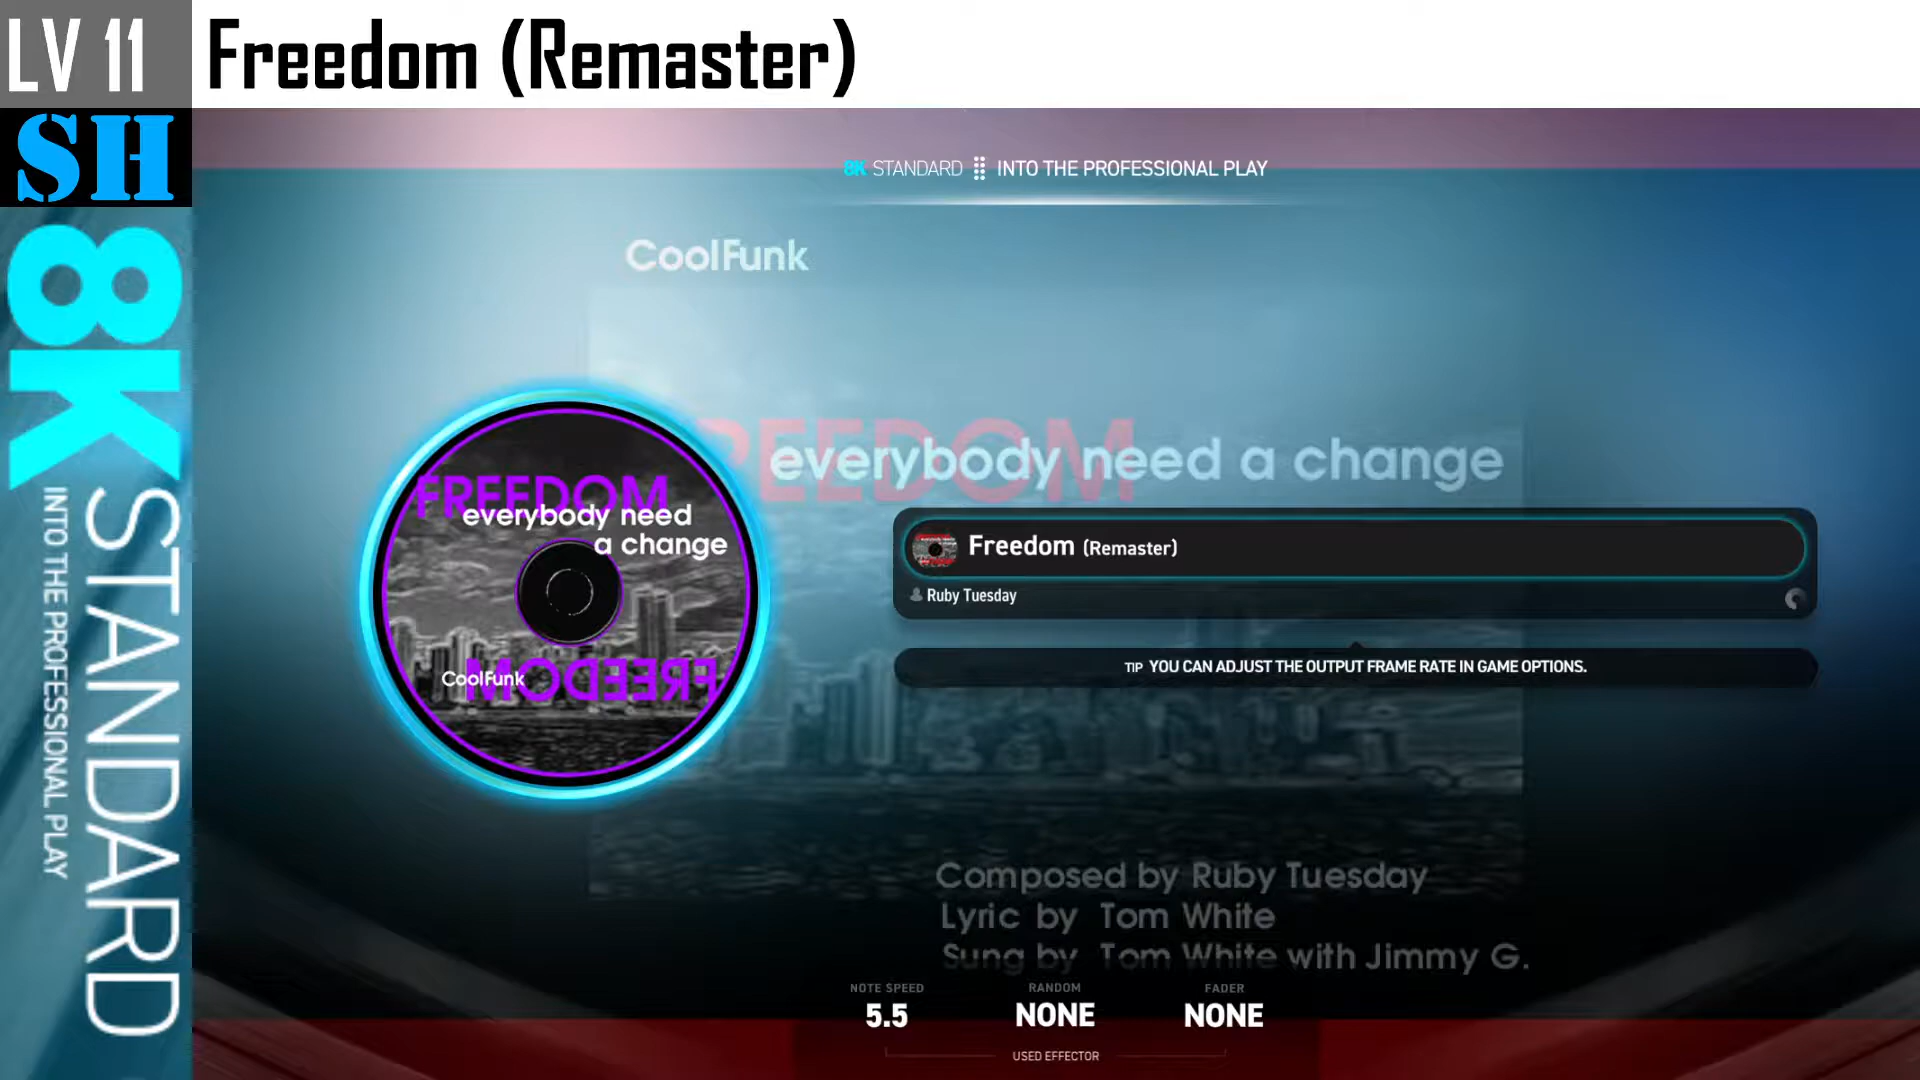 LV 11
Freedom (Remaster)
SH
8K STANDARD
INTO THE PROFESSIONAL PLAY
8K STANDARD INTO THE PROFESSIONAL PLAY
CoolFunk
FREEDOM
everybody need a change
FREEDOM
everybody need
a change
CoolFunk
FREEDOM
Freedom (Remaster)
Ruby Tuesday
TIP YOU CAN ADJUST THE OUTPUT FRAME RATE IN GAME OPTIONS.
Composed by Ruby Tuesday
Lyric by Tom White
Sung by Tom White with Jimmy G.
NOTE SPEED
5.5
RANDOM
NONE
FADER
NONE
USED EFFECTOR